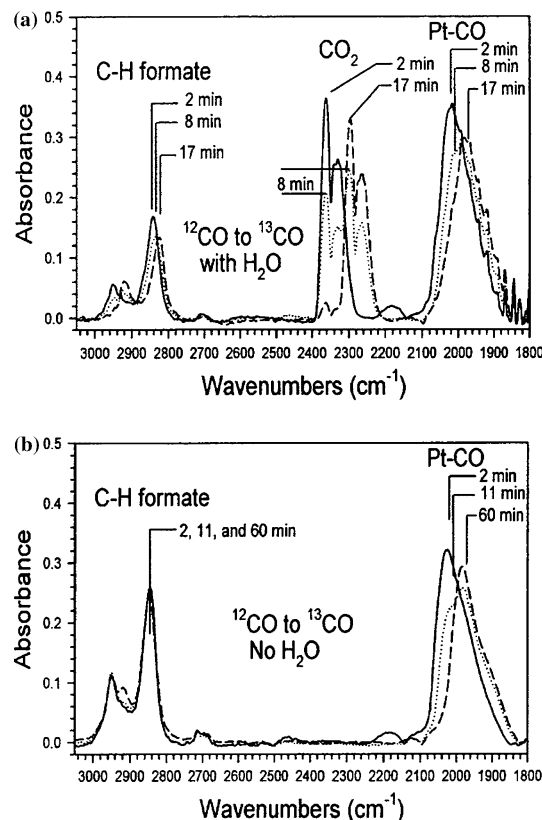 (a)
0.5
0.4
0.3
0.2
0.1
0.0
Absorbance
C-H formate
2 min
8 min
17 min
CO2
2 min
17 min
8 min
Pt-CO
2 min
8 min
17 min
12CO to 13CO
with H2O
3000 2900 2800 2700 2600 2500 2400 2300 2200 2100 2000 1900 1800
Wavenumbers (cm-1)
(b)
0.5
0.4
0.3
0.2
0.1
0.0
Absorbance
C-H formate
2, 11, and 60 min
Pt-CO
2 min
11 min
60 min
12CO to 13CO
No H2O
3000 2900 2800 2700 2600 2500 2400 2300 2200 2100 2000 1900 1800
Wavenumbers (cm-1)